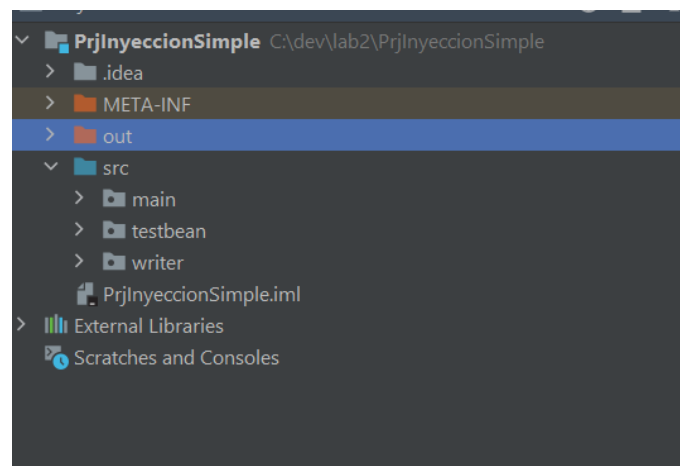 PrjInyeccionSimple C:\dev\lab2\PrjInyeccionSimple
.idea
META-INF
out
src
main
testbean
writer
PrjInyeccionSimple.iml
External Libraries
Scratches and Consoles